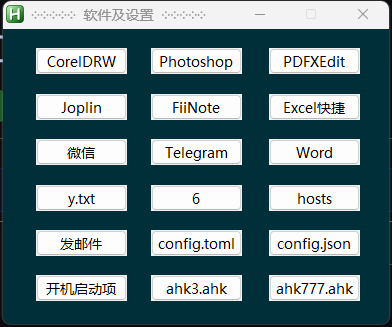 软件及设置
CorelDRW Photoshop PDFXEdit
Joplin FiiNote Excel快捷
微信 Telegram Word
y.txt 6 hosts
发邮件 config.toml config.json
开机启动项 ahk3.ahk ahk777.ahk